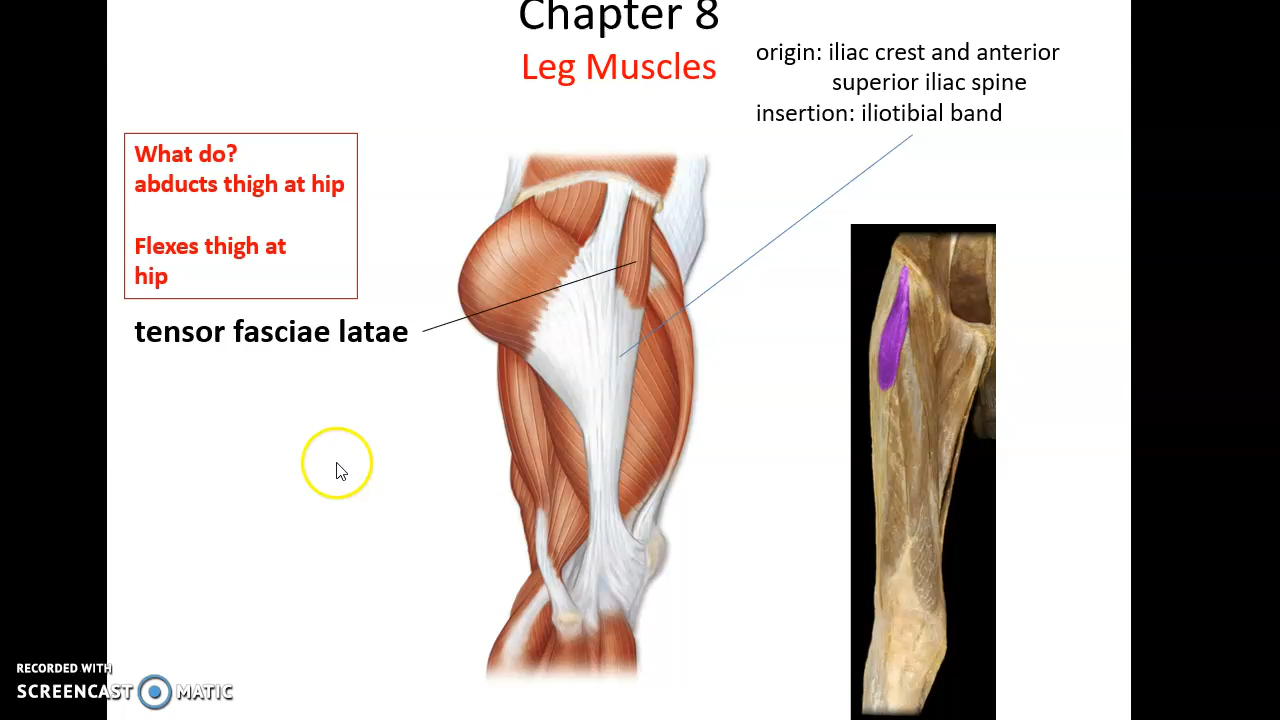 Chapter 8
Leg Muscles
origin: iliac crest and anterior
superior iliac spine
insertion: iliotibial band
What do?
abducts thigh at hip
Flexes thigh at
hip
tensor fasciae latae
RECORDED WITH
SCREENCAST MATIC